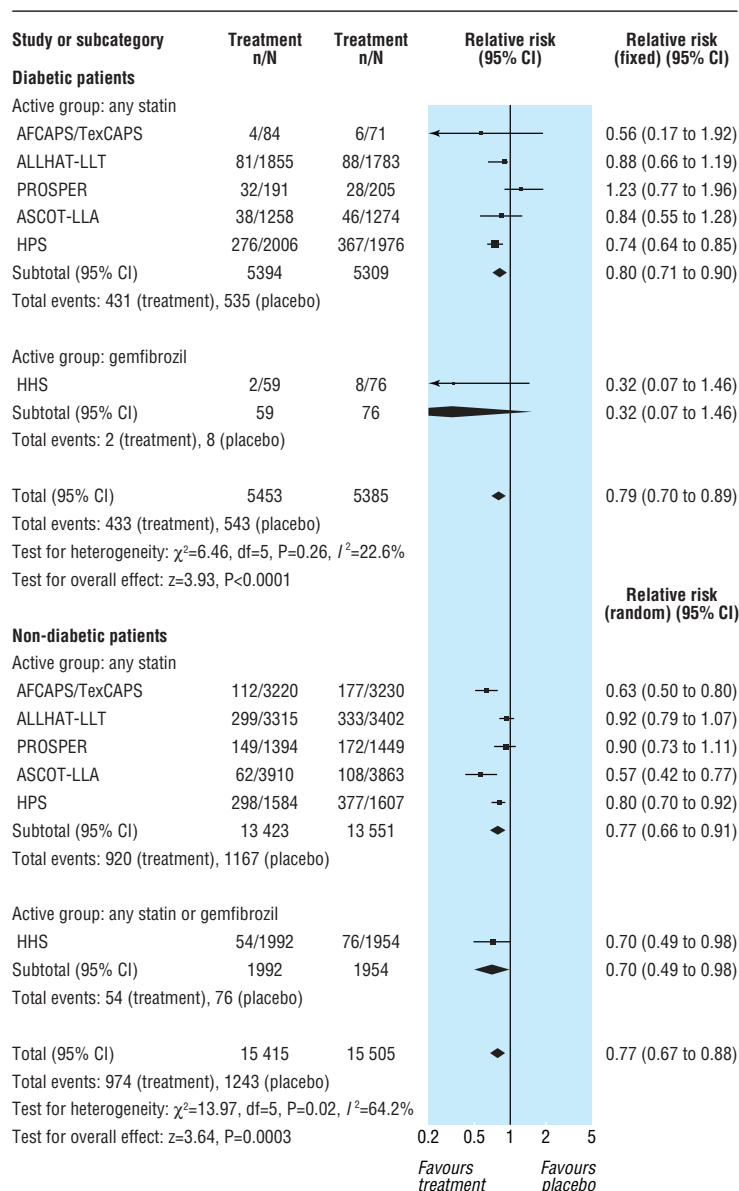 Study or subcategory Treatment n/N Treatment n/N Relative risk (95% CI) Relative risk (fixed) (95% CI)
Diabetic patients
Active group: any statin
AFCAPS/TexCAPS 4/84 6/71 0.56 (0.17 to 1.92)
ALLHAT-LLT 81/1855 88/1783 0.88 (0.66 to 1.19)
PROSPER 32/191 28/205 1.23 (0.77 to 1.96)
ASCOT-LLA 38/1258 46/1274 0.84 (0.55 to 1.28)
HPS 276/2006 367/1976 0.74 (0.64 to 0.85)
Subtotal (95% CI) 5394 5309 0.80 (0.71 to 0.90)
Total events: 431 (treatment), 535 (placebo)
Active group: gemfibrozil
HHS 2/59 8/76 0.32 (0.07 to 1.46)
Subtotal (95% CI) 59 76 0.32 (0.07 to 1.46)
Total events: 2 (treatment), 8 (placebo)
Total (95% CI) 5453 5385 0.79 (0.70 to 0.89)
Total events: 433 (treatment), 543 (placebo)
Test for heterogeneity: χ²=6.46, df=5, P=0.26, I²=22.6%
Test for overall effect: z=3.93, P<0.0001
Relative risk (random) (95% CI)
Non-diabetic patients
Active group: any statin
AFCAPS/TexCAPS 112/3220 177/3230 0.63 (0.50 to 0.80)
ALLHAT-LLT 299/3315 333/3402 0.92 (0.79 to 1.07)
PROSPER 149/1394 172/1449 0.90 (0.73 to 1.11)
ASCOT-LLA 62/3910 108/3863 0.57 (0.42 to 0.77)
HPS 298/1584 377/1607 0.80 (0.70 to 0.92)
Subtotal (95% CI) 13 423 13 551 0.77 (0.66 to 0.91)
Total events: 920 (treatment), 1167 (placebo)
Active group: any statin or gemfibrozil
HHS 54/1992 76/1954 0.70 (0.49 to 0.98)
Subtotal (95% CI) 1992 1954 0.70 (0.49 to 0.98)
Total events: 54 (treatment), 76 (placebo)
Total (95% CI) 15 415 15 505 0.77 (0.67 to 0.88)
Total events: 974 (treatment), 1243 (placebo)
Test for heterogeneity: χ²=13.97, df=5, P=0.02, I²=64.2%
Test for overall effect: z=3.64, P=0.0003
0.2 0.5 1 2 5
Favours treatment Favours placebo